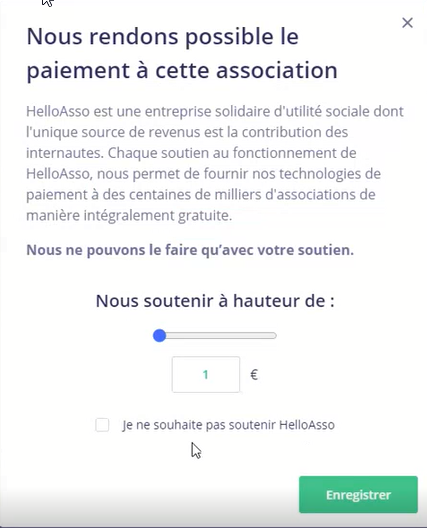 Nous rendons possible le
paiement à cette association
HelloAsso est une entreprise solidaire d'utilité sociale dont
l'unique source de revenus est la contribution des
internautes. Chaque soutien au fonctionnement de
HelloAsso, nous permet de fournir nos technologies de
paiement à des centaines de milliers d'associations de
manière intégralement gratuite.
Nous ne pouvons le faire qu'avec votre soutien.
Nous soutenir à hauteur de :
1 €
Je ne souhaite pas soutenir HelloAsso
Enregistrer